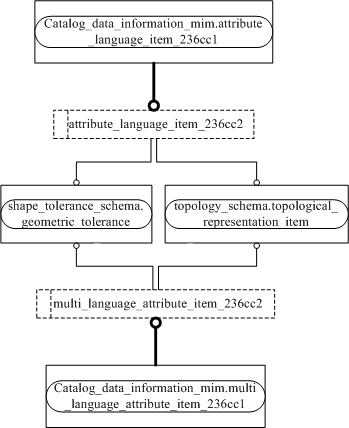 Catalog_data_information_mim.attribute
_language_item_236cc1
attribute_language_item_236cc2
shape_tolerance_schema.
geometric_tolerance
topology_schema.topological_
representation_item
multi_language_attribute_item_236cc2
Catalog_data_information_mim.multi
_language_attribute_item_236cc1